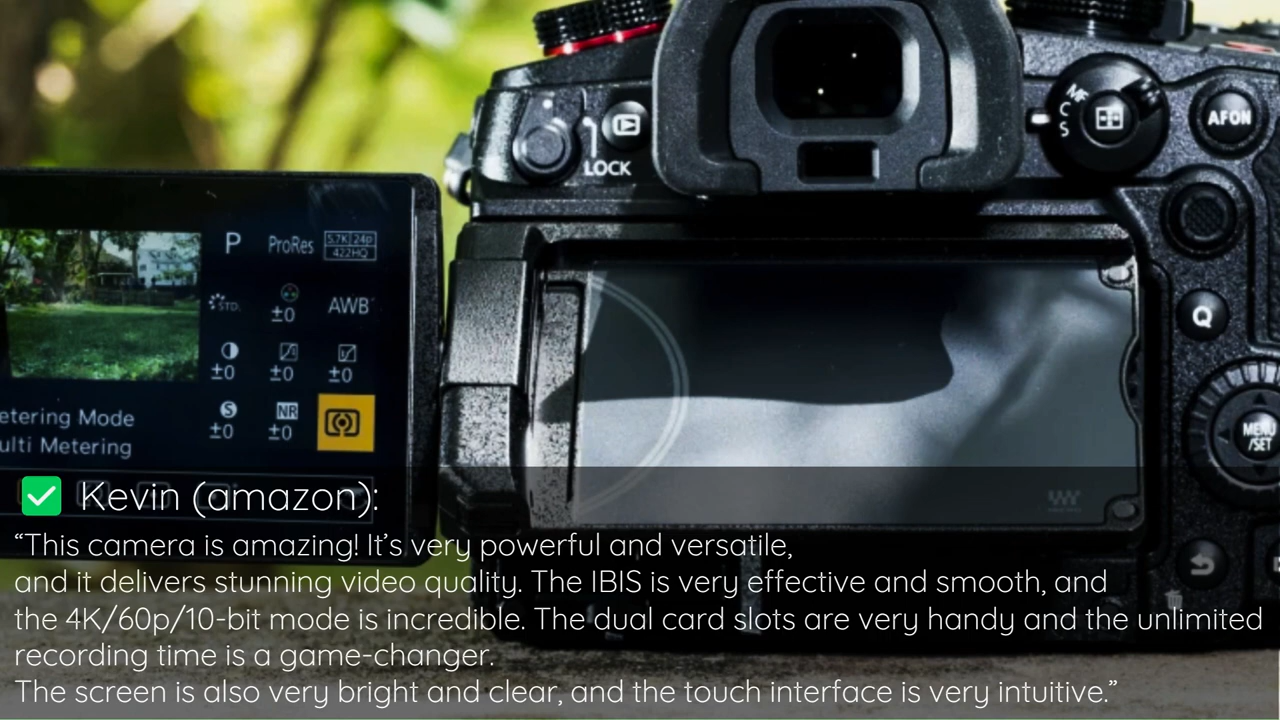 LOCK
MF
C
S
AFON
P
ProRes
5.7K 24p
422HQ
STD.
±0
AWB
±0
±0
±0
S
NR
±0
±0
etering Mode
ulti Metering
Q
MENU
/SET
✅ Kevin (amazon):
“This camera is amazing! It’s very powerful and versatile,
and it delivers stunning video quality. The IBIS is very effective and smooth, and
the 4K/60p/10-bit mode is incredible. The dual card slots are very handy and the unlimited
recording time is a game-changer.
The screen is also very bright and clear, and the touch interface is very intuitive.”